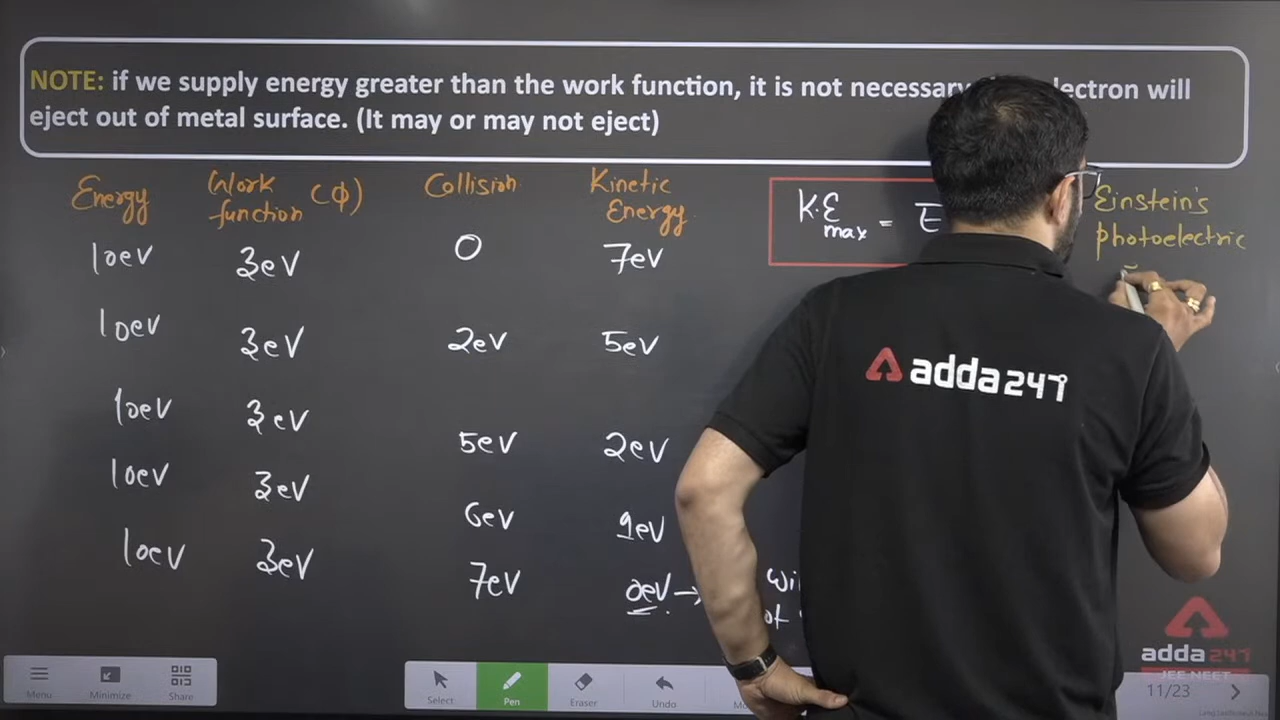 NOTE: if we supply energy greater than the work function, it is not necessary electron will
eject out of metal surface. (It may or may not eject)
Energy Work function (Φ) Collision Kinetic Energy
10eV 3eV 0 7eV
10eV 3eV 2eV 5eV
10eV 3eV 5eV 2eV
10eV 3eV 6eV 1eV
10eV 3eV 7eV 0eV →
K.E max = E
Einstein's
photoelectric
of
adda247
adda247
JEE NEET
Menu
Minimize
Share
Select
Pen
Eraser
Undo
11/23